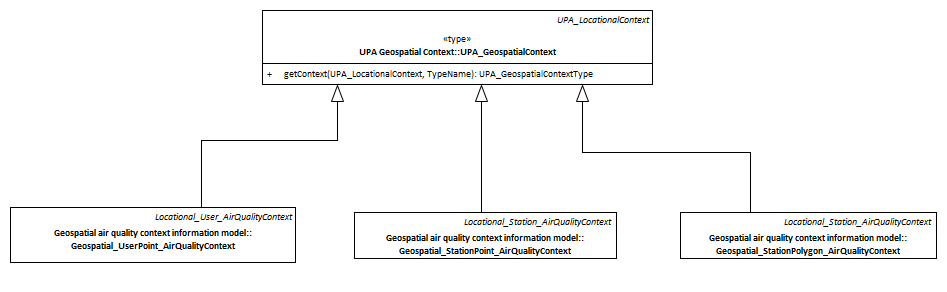 UPA_LocationalContext
«type»
UPA Geospatial Context::UPA_GeospatialContext
+ getContext(UPA_LocationalContext, TypeName): UPA_GeospatialContextType
Locational_User_AirQualityContext
Geospatial air quality context information model::
Geospatial_UserPoint_AirQualityContext
Locational_Station_AirQualityContext
Geospatial air quality context information model::
Geospatial_StationPoint_AirQualityContext
Locational_Station_AirQualityContext
Geospatial air quality context information model::
Geospatial_StationPolygon_AirQualityContext